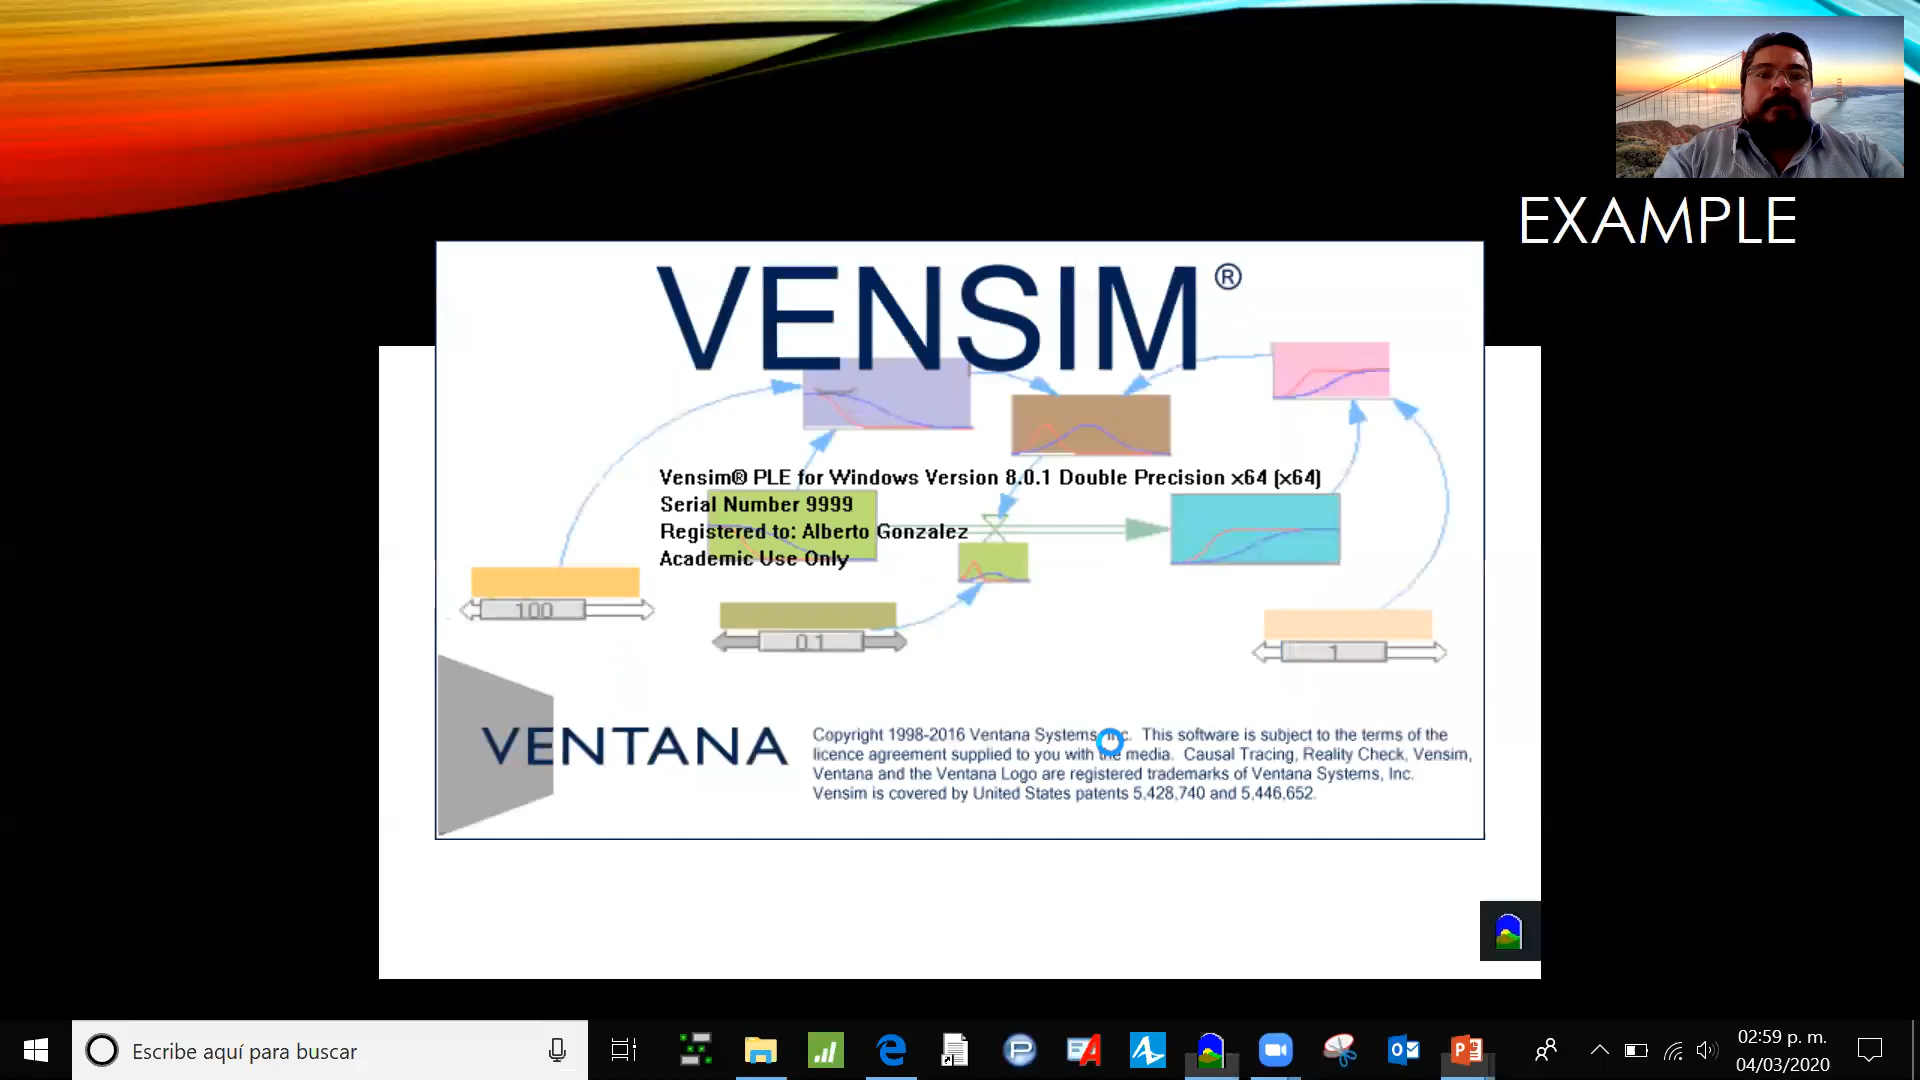 EXAMPLE
VENSIM®
Vensim® PLE for Windows Version 8.0.1 Double Precision x64 (x64)
Serial Number 9999
Registered to: Alberto Gonzalez
Academic Use Only
100
0.1
1
VENTANA
Copyright 1998-2016 Ventana Systems, Inc. This software is subject to the terms of the
licence agreement supplied to you with the media. Causal Tracing, Reality Check, Vensim,
Ventana and the Ventana Logo are registered trademarks of Ventana Systems, Inc.
Vensim is covered by United States patents 5,428,740 and 5,446,652.
Escribe aquí para buscar
02:59 p. m.
04/03/2020